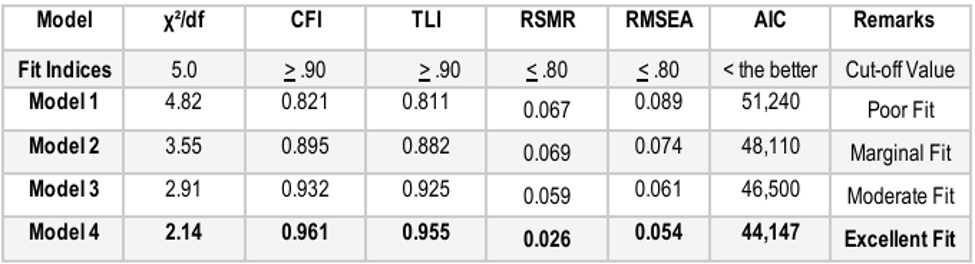 Model χ²/df CFI TLI RSMR RMSEA AIC Remarks
Fit Indices 5.0 ≥ .90 ≥ .90 ≤ .80 ≤ .80 < the better Cut-off Value
Model 1 4.82 0.821 0.811 0.067 0.089 51,240 Poor Fit
Model 2 3.55 0.895 0.882 0.069 0.074 48,110 Marginal Fit
Model 3 2.91 0.932 0.925 0.059 0.061 46,500 Moderate Fit
Model 4 2.14 0.961 0.955 0.026 0.054 44,147 Excellent Fit